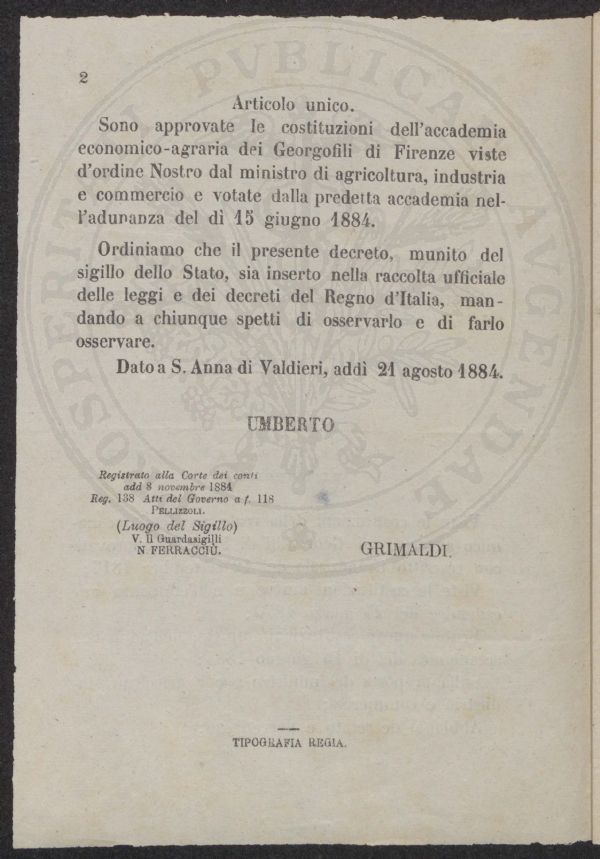 2
Articolo unico.
Sono approvate le costituzioni dell'accademia
economico-agraria dei Georgofili di Firenze viste
d'ordine Nostro dal ministro di agricoltura, industria
e commercio e votate dalla predetta accademia nel-
l'adunanza del dì 15 giugno 1884.
Ordiniamo che il presente decreto, munito del
sigillo dello Stato, sia inserto nella raccolta ufficiale
delle leggi e dei decreti del Regno d'Italia, man-
dando a chiunque spetti di osservarlo e di farlo
osservare.
Dato a S. Anna di Valdieri, addì 21 agosto 1884.
UMBERTO
Registrato alla Corte dei conti
add 8 novembre 1884
Reg. 138 Atti del Governo a f. 118
PELLIZZOLI.
(Luogo del Sigillo)
V. Il Guardasigilli
N. FERRACCIÙ.
GRIMALDI.
TIPOGRAFIA REGIA.
PROSPERITATI PVBLICAE AVGENDAE